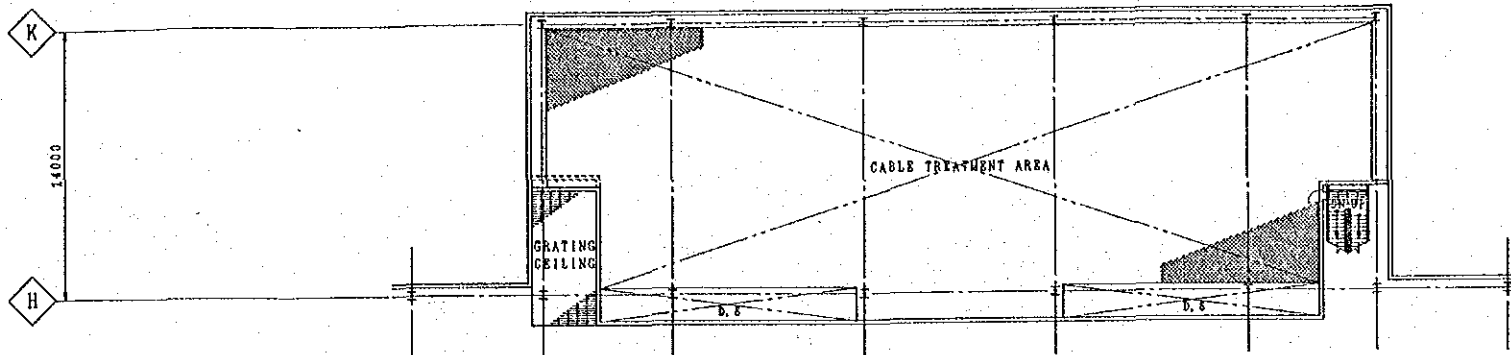 K
14000
CABLE TREATMENT AREA
GRATING
CEILING
H
D, S
D, S